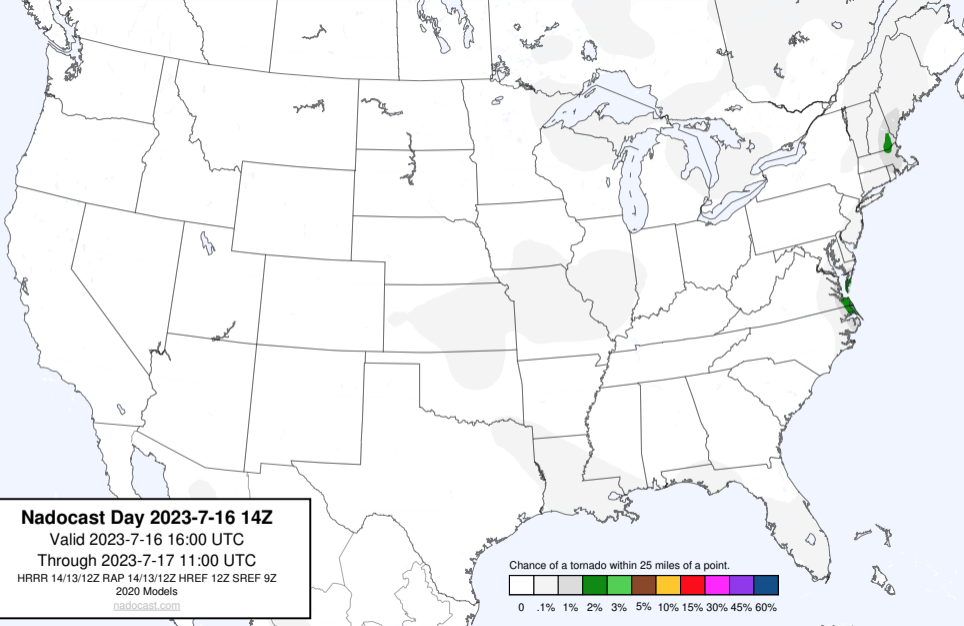 Nadocast Day 2023-7-16 14Z
Valid 2023-7-16 16:00 UTC
Through 2023-7-17 11:00 UTC
HRRR 14/13/12Z RAP 14/13/12Z HREF 12Z SREF 9Z
2020 Models
nadocast.com
Chance of a tornado within 25 miles of a point.
0 .1% 1% 2% 3% 5% 10% 15% 30% 45% 60%